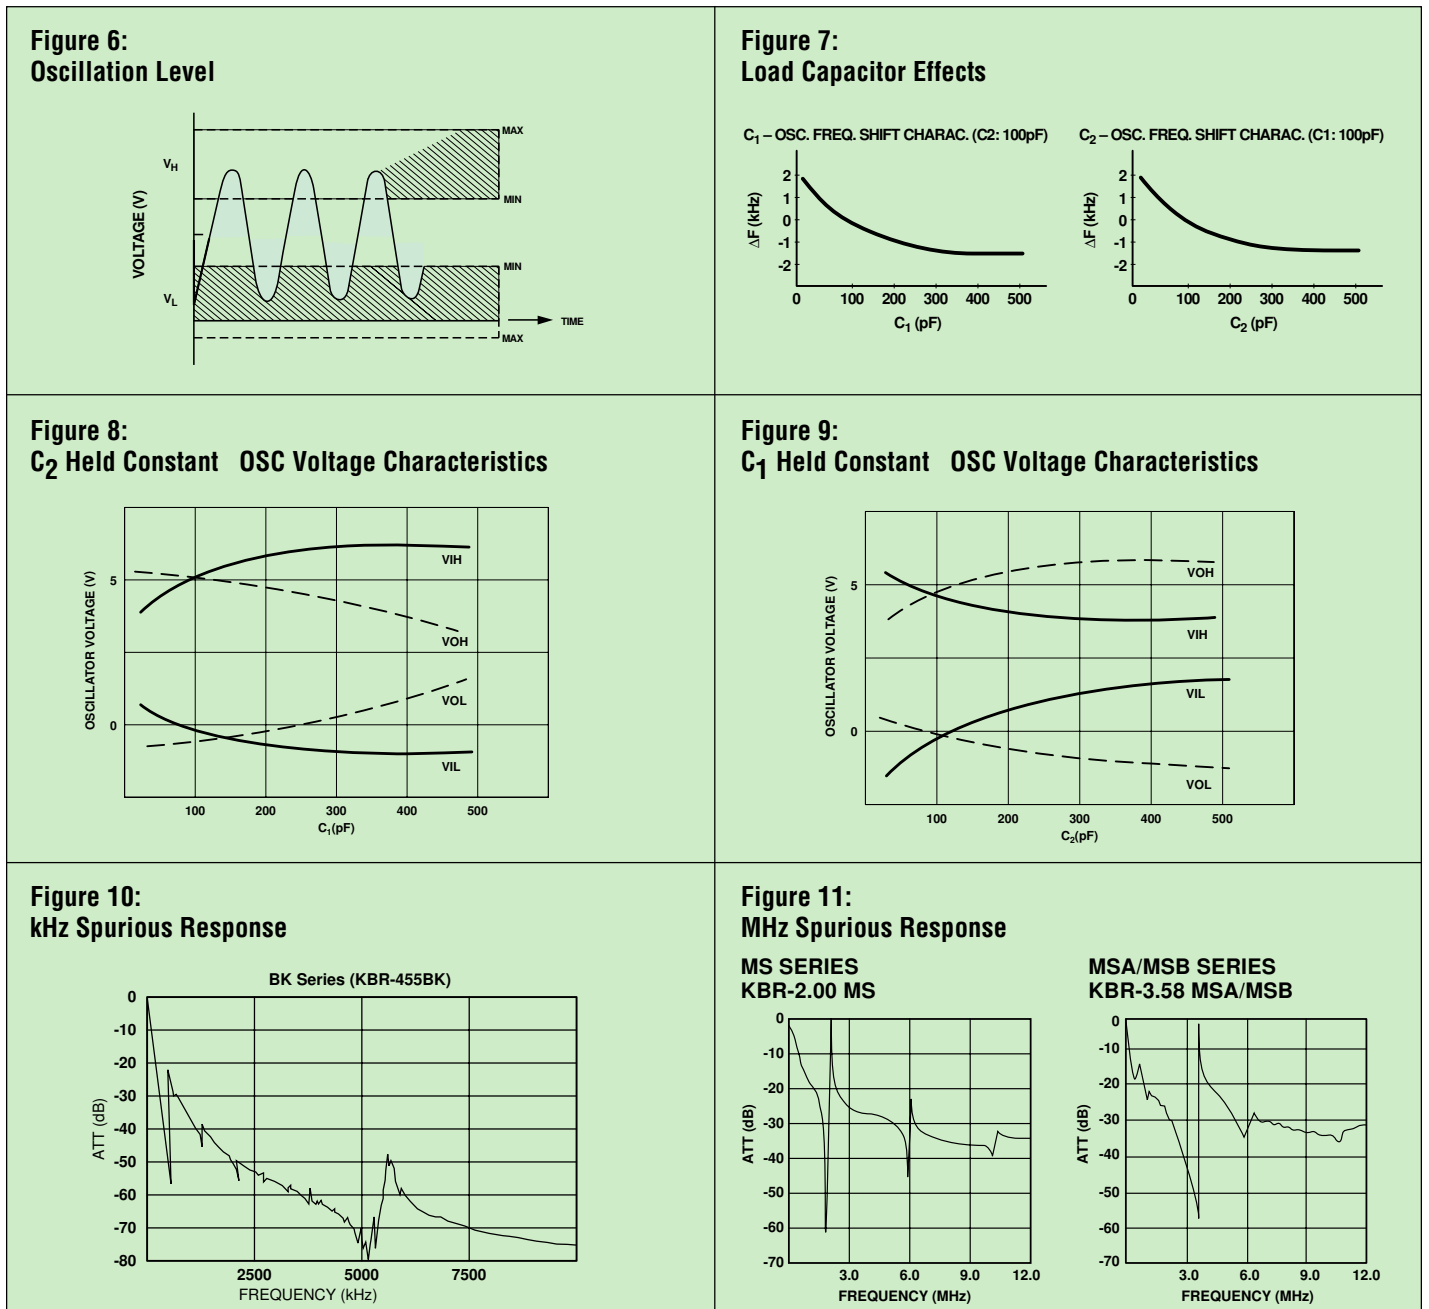 Figure 6:
Oscillation Level
VOLTAGE (V)
VH
VL
MAX
MIN
MIN
TIME
MAX
Figure 7:
Load Capacitor Effects
C1 – OSC. FREQ. SHIFT CHARAC. (C2: 100pF)
ΔF (kHz)
2
1
0
-1
-2
0 100 200 300 400 500
C1 (pF)
C2 – OSC. FREQ. SHIFT CHARAC. (C1: 100pF)
ΔF (kHz)
2
1
0
-1
-2
0 100 200 300 400 500
C2 (pF)
Figure 8:
C2 Held Constant OSC Voltage Characteristics
OSCILLATOR VOLTAGE (V)
5
0
VIH
VOH
VOL
VIL
100 200 300 400 500
C1(pF)
Figure 9:
C1 Held Constant OSC Voltage Characteristics
OSCILLATOR VOLTAGE (V)
5
0
VOH
VIH
VIL
VOL
100 200 300 400 500
C2(pF)
Figure 10:
kHz Spurious Response
BK Series (KBR-455BK)
ATT (dB)
0
-10
-20
-30
-40
-50
-60
-70
-80
2500 5000 7500
FREQUENCY (kHz)
Figure 11:
MHz Spurious Response
MS SERIES
KBR-2.00 MS
ATT (dB)
0
-10
-20
-30
-40
-50
-60
-70
3.0 6.0 9.0 12.0
FREQUENCY (MHz)
MSA/MSB SERIES
KBR-3.58 MSA/MSB
ATT (dB)
0
-10
-20
-30
-40
-50
-60
-70
3.0 6.0 9.0 12.0
FREQUENCY (MHz)